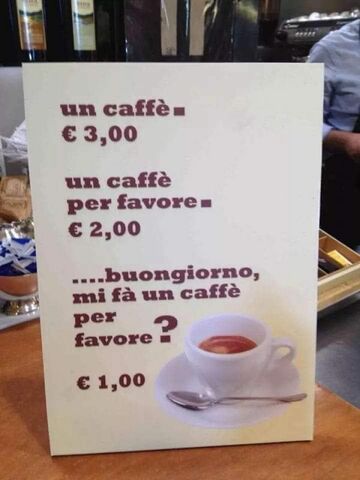 un caffè.
€ 3,00
un caffè
per favore.
€ 2,00
....buongiorno,
mi fà un caffè
per
favore?
€ 1,00